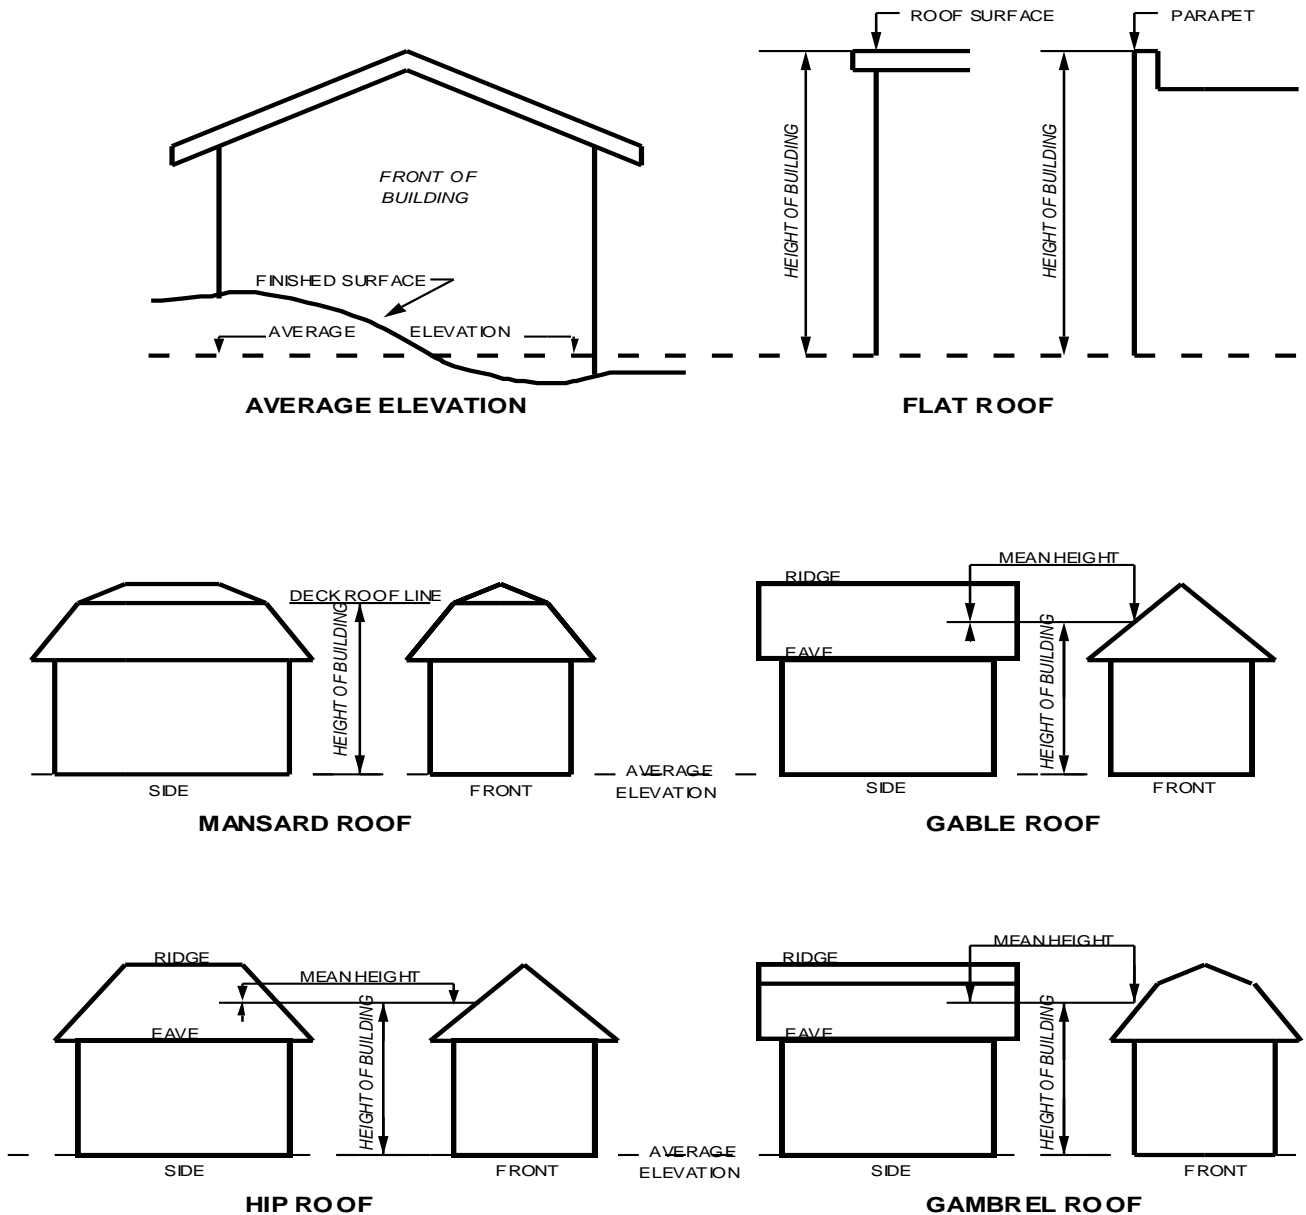 ROOF SURFACE
PARAPET
FRONT OF
BUILDING
HEIGHT OF BUILDING
HEIGHT OF BUILDING
FINISHED SURFACE
AVERAGE ELEVATION
AVERAGE ELEVATION
FLAT ROOF
DECK ROOF LINE
HEIGHT OF BUILDING
SIDE
FRONT
MANSARD ROOF
MEAN HEIGHT
RIDGE
EAVE
HEIGHT OF BUILDING
AVERAGE
ELEVATION
SIDE
FRONT
GABLE ROOF
RIDGE
MEAN HEIGHT
EAVE
HEIGHT OF BUILDING
SIDE
FRONT
HIP ROOF
AVERAGE
ELEVATION
MEAN HEIGHT
RIDGE
EAVE
HEIGHT OF BUILDING
SIDE
FRONT
GAMBREL ROOF